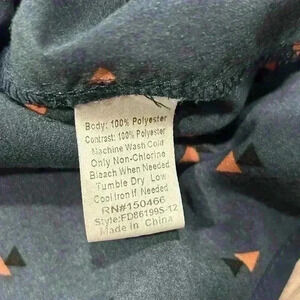 Body: 100% Polyester
Contrast: 100% Polyester
Machine Wash Cold
Only Non-Chlorine
Bleach When Needed
Tumble Dry Low
Cool Iron If Needed
RN#150466
Style:FD86199S-12
Made in China